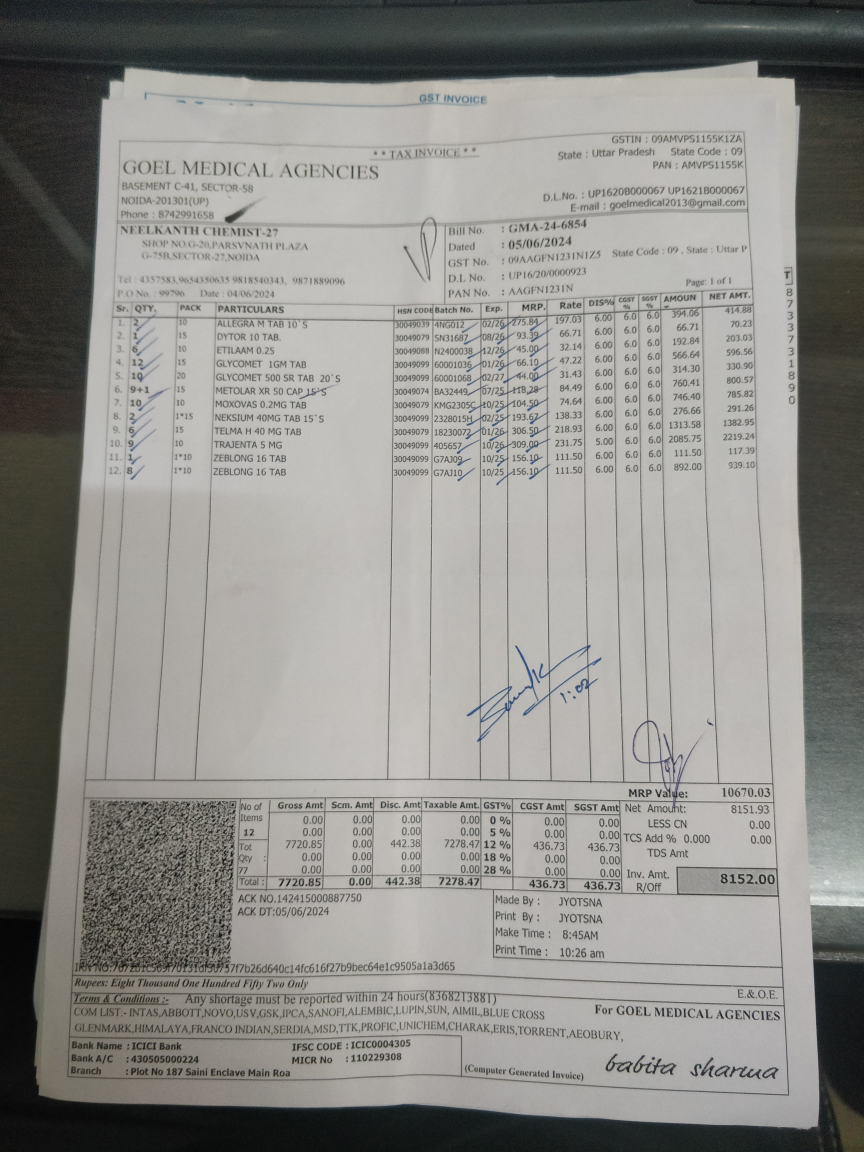 GST INVOICE
**TAX INVOICE**
GSTIN : 09AMVPS1155K1ZA
State : Uttar Pradesh State Code : 09
PAN : AMVPS1155K
GOEL MEDICAL AGENCIES
BASEMENT C-41, SECTOR-58
NOIDA-201301(UP)
Phone : 8742991658
D.L.No. : UP1620B000067 UP1621B000067
E-mail : goelmedical2013@gmail.com
NEELKANTH CHEMIST-27
SHOP NO.G-20,PARSVNATH PLAZA
G-75B,SECTOR-27,NOIDA
Tel : 4357583,9654350635 9818540343, 9871889096
P.O No. : 99796 Date : 04/06/2024
Bill No. : GMA-24-6854
Dated : 05/06/2024
GST No. : 09AAGFN1231N1Z5 State Code : 09 , State : Uttar P
D.L No. : UP16/20/0000923
PAN No. : AAGFN1231N Page: 1 of 1
Sr. QTY. PACK PARTICULARS HSN CODE Batch No. Exp. MRP. Rate DIS% CGST % SGST % AMOUN NET AMT.
1. 2 10 ALLEGRA M TAB 10`S 30049039 4NG012 02/26 275.84 197.03 6.00 6.0 6.0 394.06 414.88
2. 1 15 DYTOR 10 TAB. 30049079 SN31687 08/26 93.39 66.71 6.00 6.0 6.0 66.71 70.23
3. 6 10 ETILAAM 0.25 30049088 N2400038 12/26 45.00 32.14 6.00 6.0 6.0 192.84 203.03
4. 12 15 GLYCOMET 1GM TAB 30049099 60001036 01/26 66.10 47.22 6.00 6.0 6.0 566.64 596.56
5. 10 20 GLYCOMET 500 SR TAB 20`S 30049099 60001068 02/27 44.00 31.43 6.00 6.0 6.0 314.30 330.90
6. 9+1 15 METOLAR XR 50 CAP 15`S 30049074 BA32449 07/25 118.28 84.49 6.00 6.0 6.0 760.41 800.57
7. 10 10 MOXOVAS 0.2MG TAB 30049099 KMG2305C 10/25 104.50 74.64 6.00 6.0 6.0 746.40 785.82
8. 2 1*15 NEKSIUM 40MG TAB 15`S 30049099 2328015H 02/25 193.67 138.33 6.00 6.0 6.0 276.66 291.26
9. 6 15 TELMA H 40 MG TAB 30049079 18230072 01/26 306.50 218.93 6.00 6.0 6.0 1313.58 1382.95
10. 9 10 TRAJENTA 5 MG 30049099 405657 10/26 309.00 231.75 5.00 6.0 6.0 2085.75 2219.24
11. 1 1*10 ZEBLONG 16 TAB 30049099 G7AJ09 10/25 156.10 111.50 6.00 6.0 6.0 111.50 117.39
12. 8 1*10 ZEBLONG 16 TAB 30049099 G7AJ10 10/25 156.10 111.50 6.00 6.0 6.0 892.00 939.10
1:02
MRP Value: 10670.03
No of Items 12 Tot Qty : 77
Gross Amt Scm. Amt Disc. Amt Taxable Amt. GST% CGST Amt SGST Amt
0.00 0.00 0.00 0.00 0 % 0.00 0.00
0.00 0.00 0.00 0.00 5 % 0.00 0.00
7720.85 0.00 442.38 7278.47 12 % 436.73 436.73
0.00 0.00 0.00 0.00 18 % 0.00 0.00
0.00 0.00 0.00 0.00 28 % 0.00 0.00
Total : 7720.85 0.00 442.38 7278.47 436.73 436.73
Net Amount: 8151.93
LESS CN 0.00
TCS Add % 0.000 0.00
TDS Amt
Inv. Amt. R/Off 8152.00
ACK NO.142415000887750
ACK DT:05/06/2024
Made By : JYOTSNA
Print By : JYOTSNA
Make Time : 8:45AM
Print Time : 10:26 am
Rupees: Eight Thousand One Hundred Fifty Two Only
E.&.O.E.
Terms & Conditions :- Any shortage must be reported within 24 hours(8368213881)
COM LIST:- INTAS,ABBOTT,NOVO,USV,GSK,IPCA,SANOFI,ALEMBIC,LUPIN,SUN, AIMIL,BLUE CROSS
GLENMARK,HIMALAYA,FRANCO INDIAN,SERDIA,MSD,TTK,PROFIC,UNICHEM,CHARAK,ERIS,TORRENT,AEOBURY,
For GOEL MEDICAL AGENCIES
Bank Name : ICICI Bank IFSC CODE : ICIC0004305
Bank A/C : 430505000224 MICR No : 110229308
Branch : Plot No 187 Saini Enclave Main Roa
(Computer Generated Invoice)
babita sharma
T
8
7
3
3
7
3
1
8
9
0